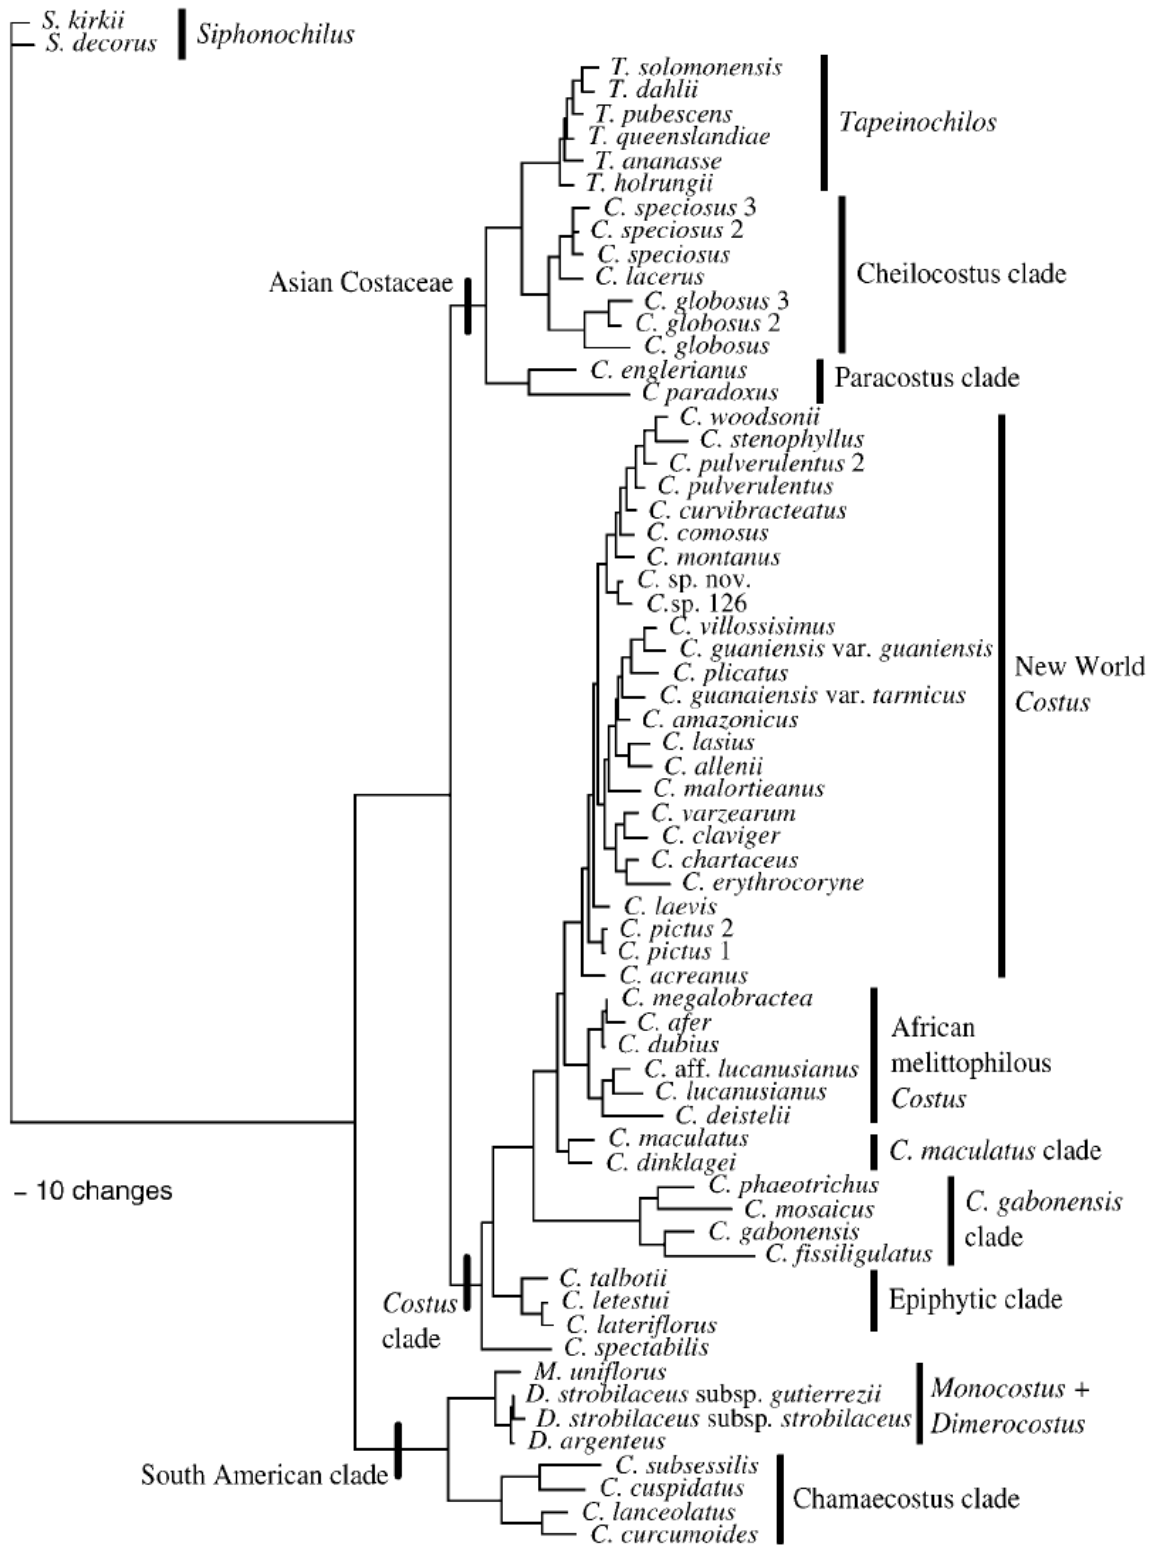 S. kirkii
S. decorus
Siphonochilus
T. solomonensis
T. dahlii
T. pubescens
T. queenslandiae
T. ananasse
T. holrungii
Tapeinochilos
C. speciosus 3
C. speciosus 2
C. speciosus
C. lacerus
C. globosus 3
C. globosus 2
C. globosus
Cheilocostus clade
Asian Costaceae
C. englerianus
C paradoxus
Paracostus clade
C. woodsonii
C. stenophyllus
C. pulverulentus 2
C. pulverulentus
C. curvibracteatus
C. comosus
C. montanus
C. sp. nov.
C.sp. 126
C. villossisimus
C. guaniensis var. guaniensis
C. plicatus
C. guanaiensis var. tarmicus
C. amazonicus
C. lasius
C. allenii
C. malortieanus
C. varzearum
C. claviger
C. chartaceus
C. erythrocoryne
C. laevis
C. pictus 2
C. pictus 1
C. acreanus
New World
Costus
C. megalobractea
C. afer
C. dubius
C. aff. lucanusianus
C. lucanusianus
C. deistelii
African
melittophilous
Costus
C. maculatus
C. dinklagei
C. maculatus clade
– 10 changes
C. phaeotrichus
C. mosaicus
C. gabonensis
C. fissiligulatus
C. gabonensis
clade
C. talbotii
C. letestui
C. lateriflorus
Epiphytic clade
Costus
clade
C. spectabilis
M. uniflorus
D. strobilaceus subsp. gutierrezii
D. strobilaceus subsp. strobilaceus
D. argenteus
Monocostus +
Dimerocostus
South American clade
C. subsessilis
C. cuspidatus
C. lanceolatus
C. curcumoides
Chamaecostus clade